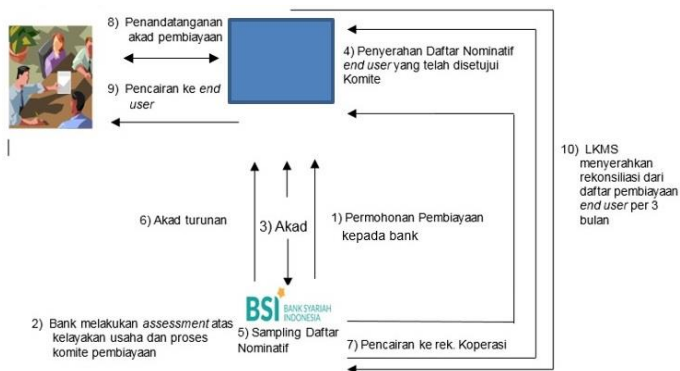 8) Penandatanganan
akad pembiayaan
9) Pencairan ke end
user
4) Penyerahan Daftar Nominatif
end user yang telah disetujui
Komite
10) LKMS
menyerahkan
rekonsiliasi dari
daftar pembiayaan
end user per 3
bulan
6) Akad turunan
3) Akad
1) Permohonan Pembiayaan
kepada bank
BSI BANK SYARIAH
INDONESIA
2) Bank melakukan assessment atas
kelayakan usaha dan proses
komite pembiayaan
5) Sampling Daftar
Nominatif
7) Pencairan ke rek. Koperasi